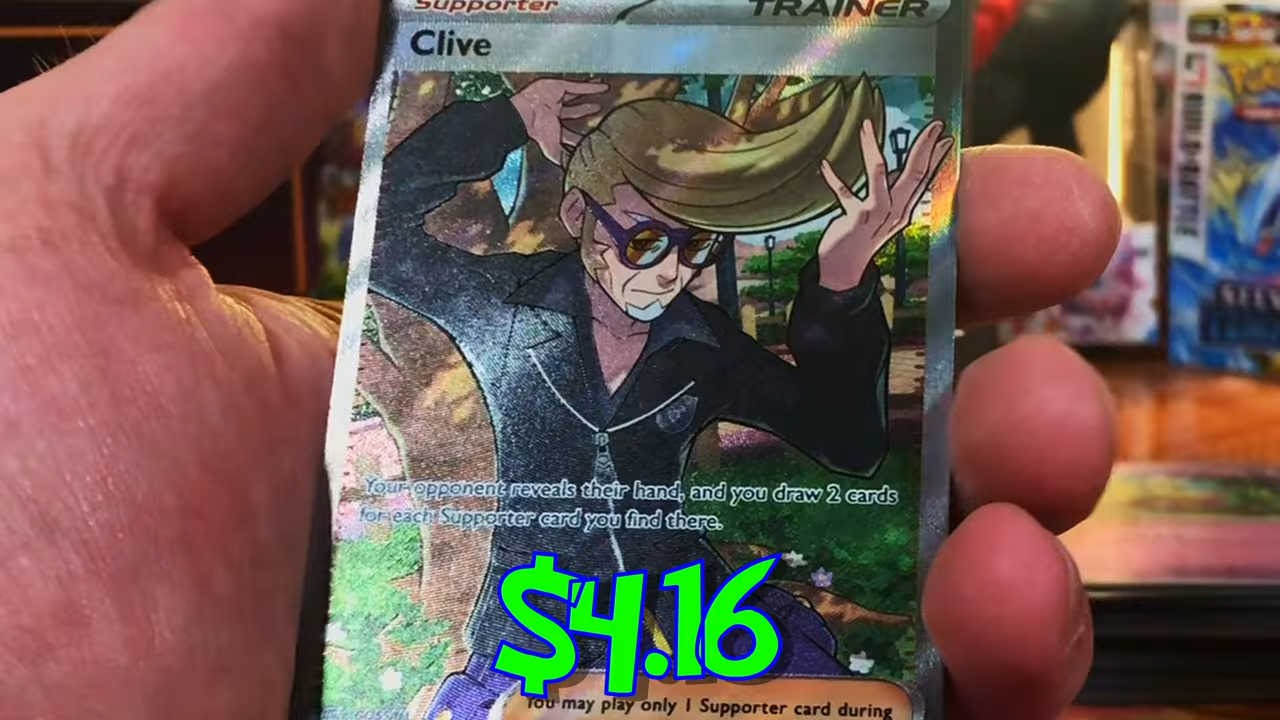 Supporter
TRAINER
Clive
Your opponent reveals their hand, and you draw 2 cards
for each Supporter card you find there.
$4.16
You may play only 1 Supporter card during